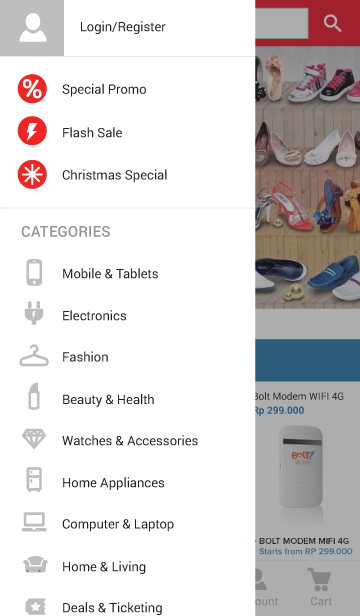 Login/Register
Special Promo
Flash Sale
Christmas Special
CATEGORIES
Mobile & Tablets
Electronics
Fashion
Beauty & Health
Watches & Accessories
Home Appliances
Computer & Laptop
Home & Living
Deals & Ticketing
Bolt Modem WIFI 4G
Rp 299.000
BOLT!
BOLT MODEM MIFI 4G
Starts from RP 299.000
ount
Cart